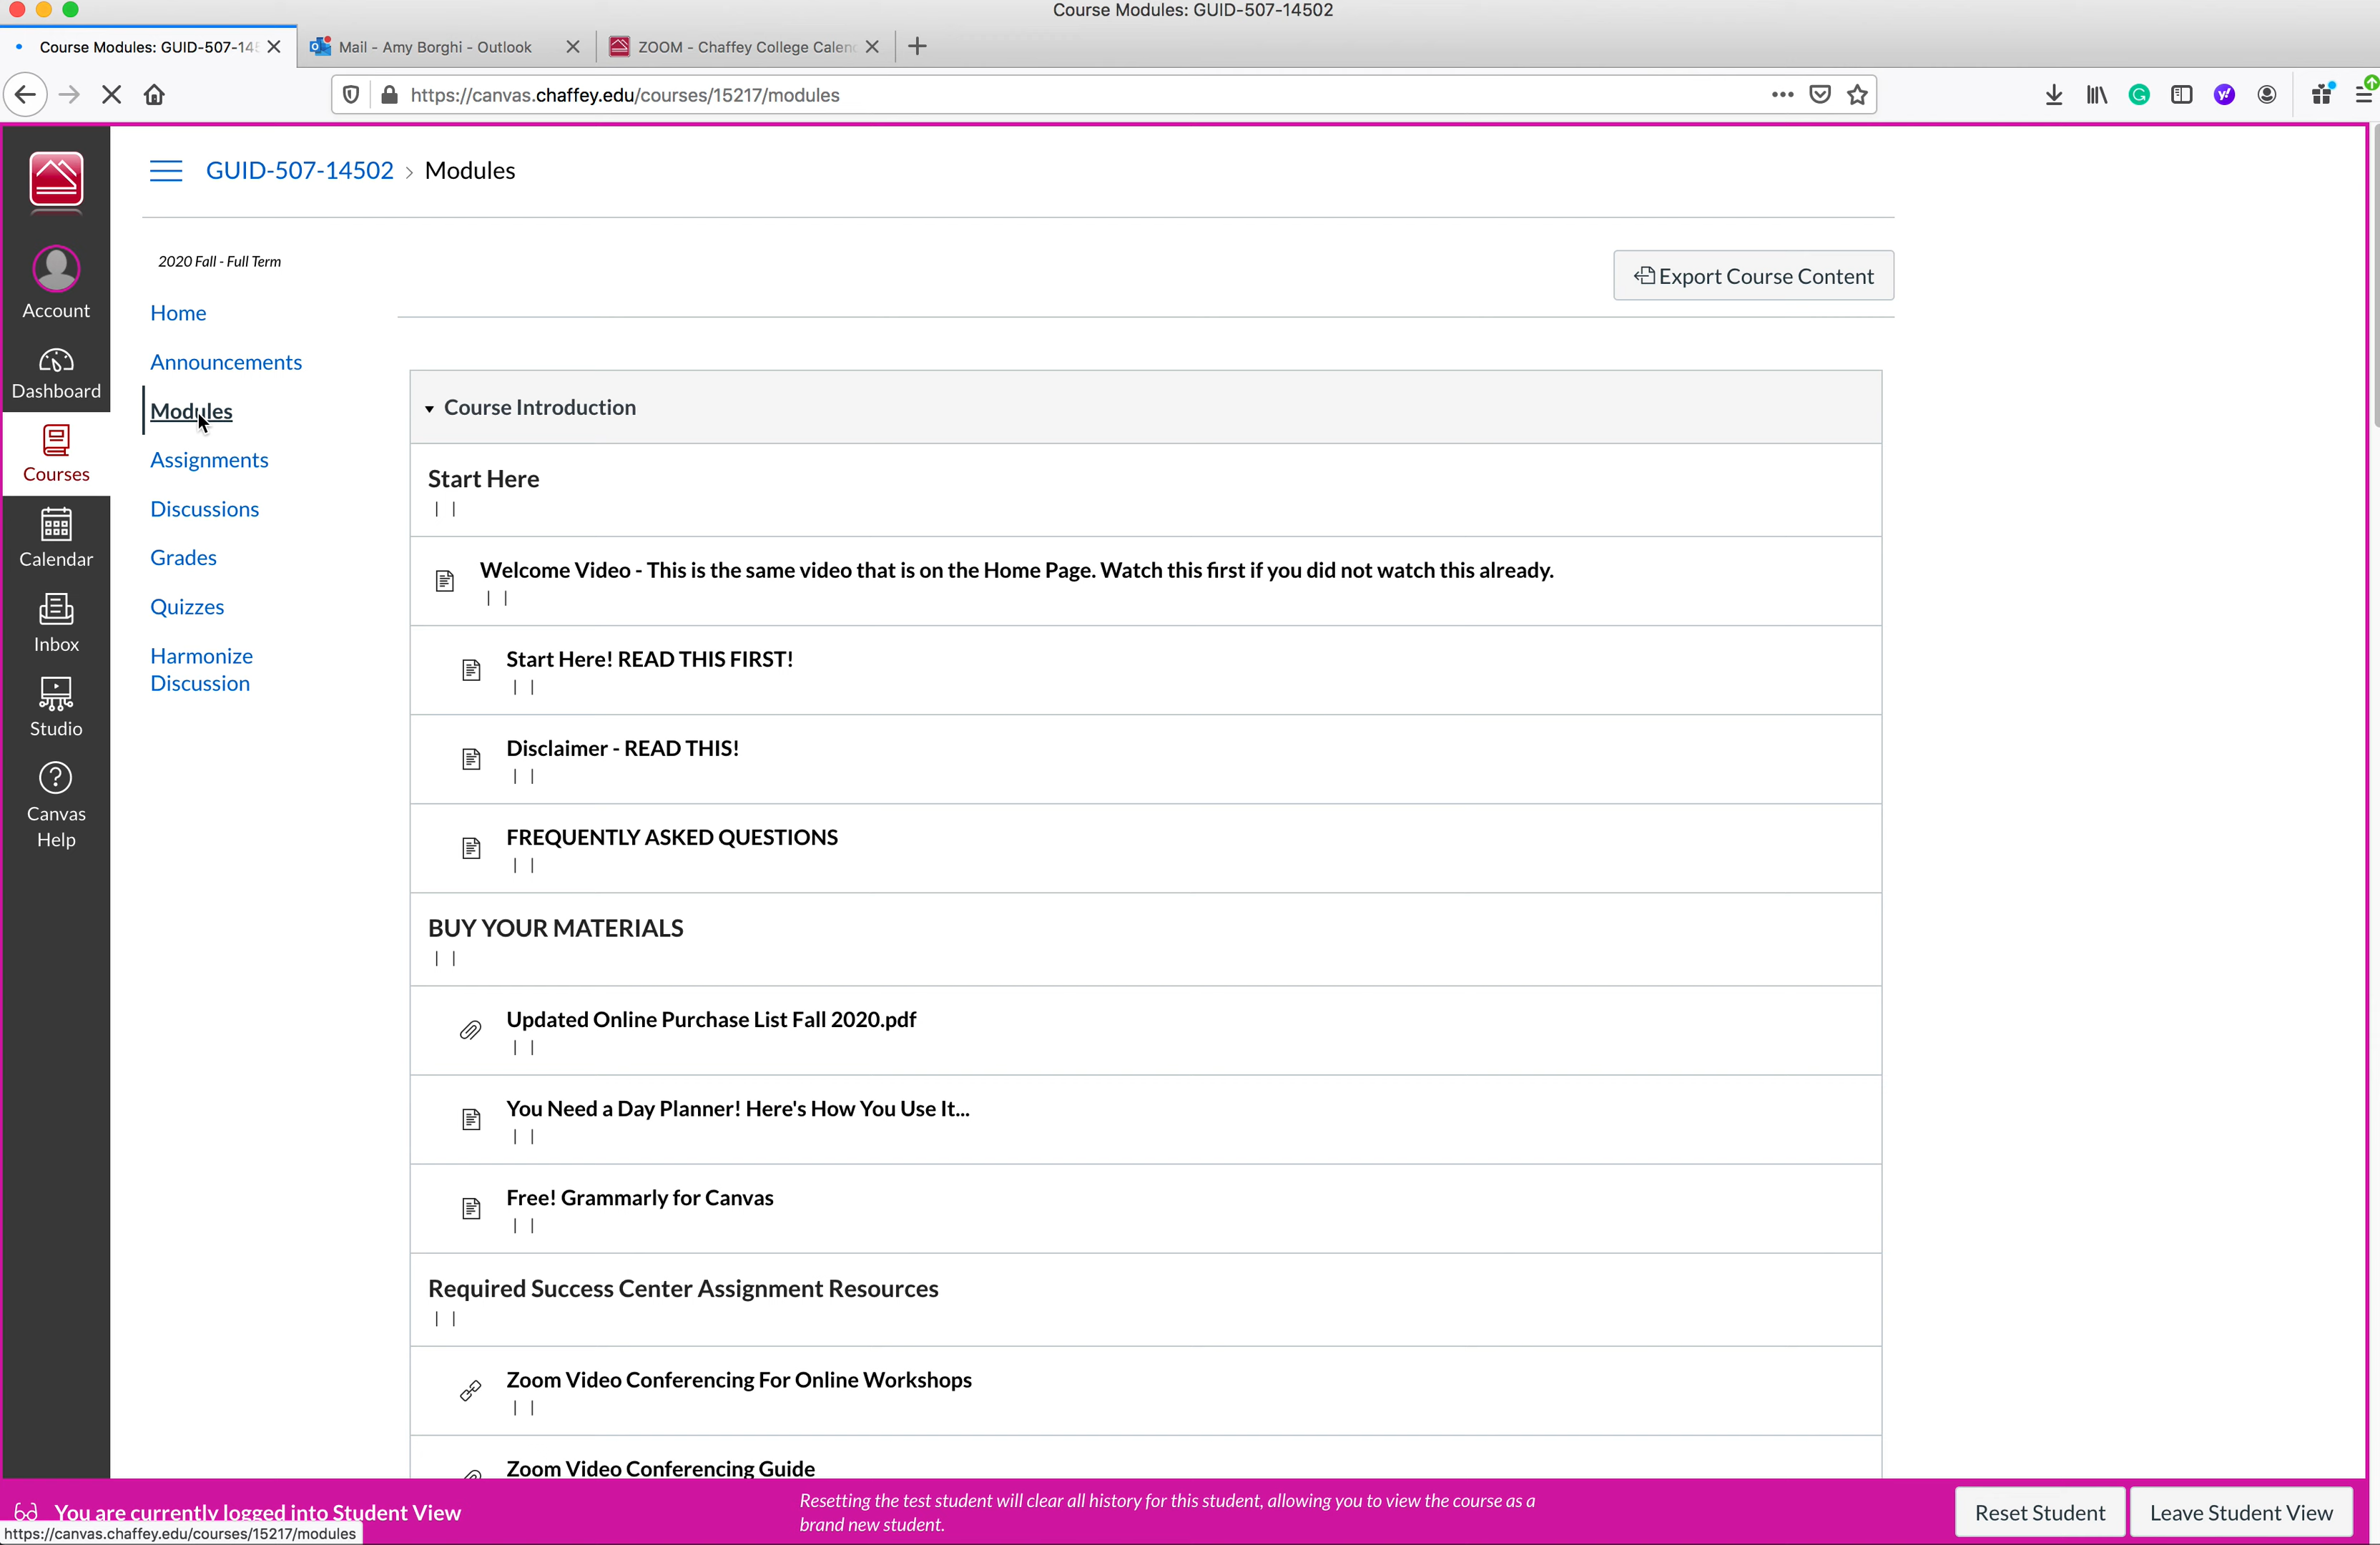 Course Modules: GUID-507-14502
Course Modules: GUID-507-145
Mail - Amy Borghi - Outlook
ZOOM - Chaffey College Calen
https://canvas.chaffey.edu/courses/15217/modules
GUID-507-14502 > Modules
2020 Fall - Full Term
Export Course Content
Account
Dashboard
Courses
Calendar
Inbox
Studio
Canvas
Help
Home
Announcements
Modules
Assignments
Discussions
Grades
Quizzes
Harmonize
Discussion
Course Introduction
Start Here
| |
Welcome Video - This is the same video that is on the Home Page. Watch this first if you did not watch this already.
| |
Start Here! READ THIS FIRST!
| |
Disclaimer - READ THIS!
| |
FREQUENTLY ASKED QUESTIONS
| |
BUY YOUR MATERIALS
| |
Updated Online Purchase List Fall 2020.pdf
| |
You Need a Day Planner! Here's How You Use It...
| |
Free! Grammarly for Canvas
| |
Required Success Center Assignment Resources
| |
Zoom Video Conferencing For Online Workshops
| |
Zoom Video Conferencing Guide
You are currently logged into Student View
Resetting the test student will clear all history for this student, allowing you to view the course as a
brand new student.
Reset Student
Leave Student View
https://canvas.chaffey.edu/courses/15217/modules